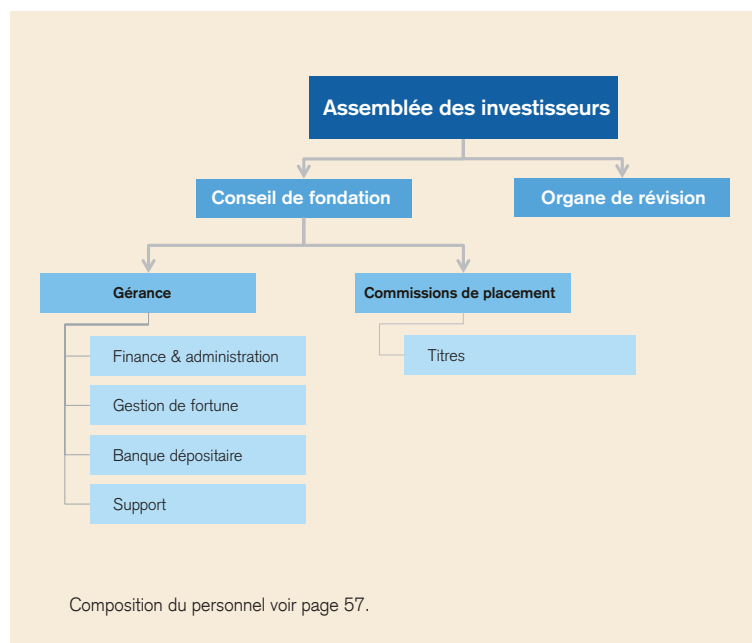 Assemblée des investisseurs
Conseil de fondation
Organe de révision
Gérance
Commissions de placement
Finance & administration
Titres
Gestion de fortune
Banque dépositaire
Support
Composition du personnel voir page 57.